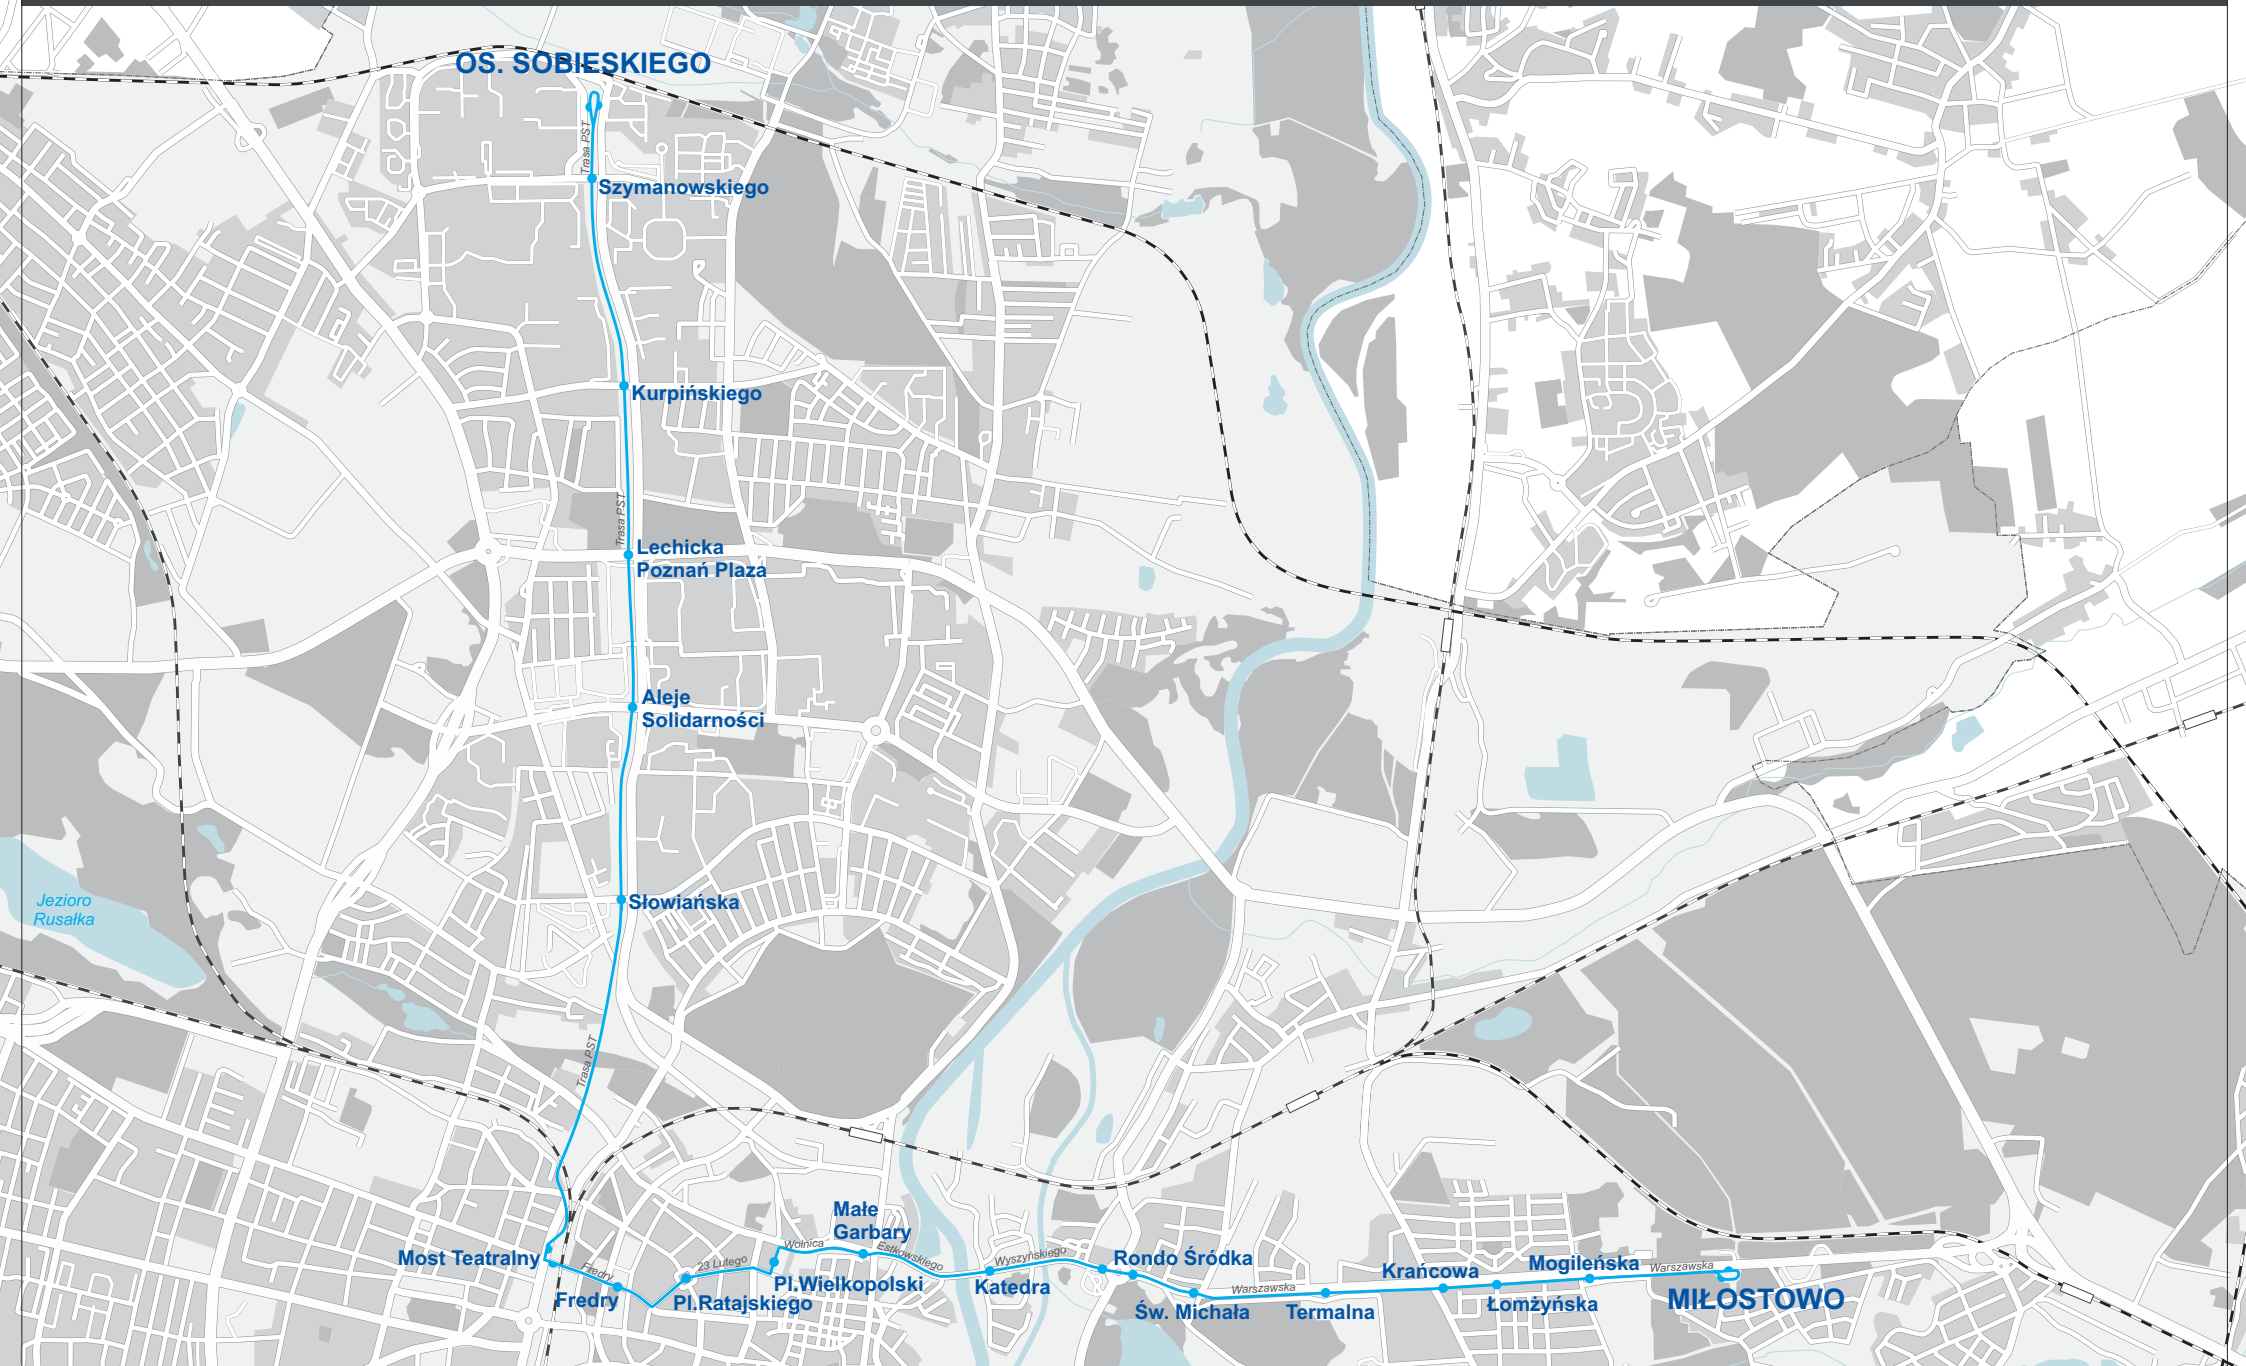 OS. SOBIESKIEGO
Trasa PST
Szymanowskiego
Kurpińskiego
Trasa PST
Lechicka
Poznań Plaza
Aleje
Solidarności
Słowiańska
Jezioro
Rusałka
Trasa PST
Most Teatralny
Fredry
Fredry
Pl.Ratajskiego
23 Lutego
Pl.Wielkopolski
Wolnica
Małe
Garbary
Estkowskiego
Katedra
Wyszyńskiego
Rondo Śródka
Św. Michała
Warszawska
Termalna
Krańcowa
Łomżyńska
Mogileńska
Warszawska
MIŁOSTOWO